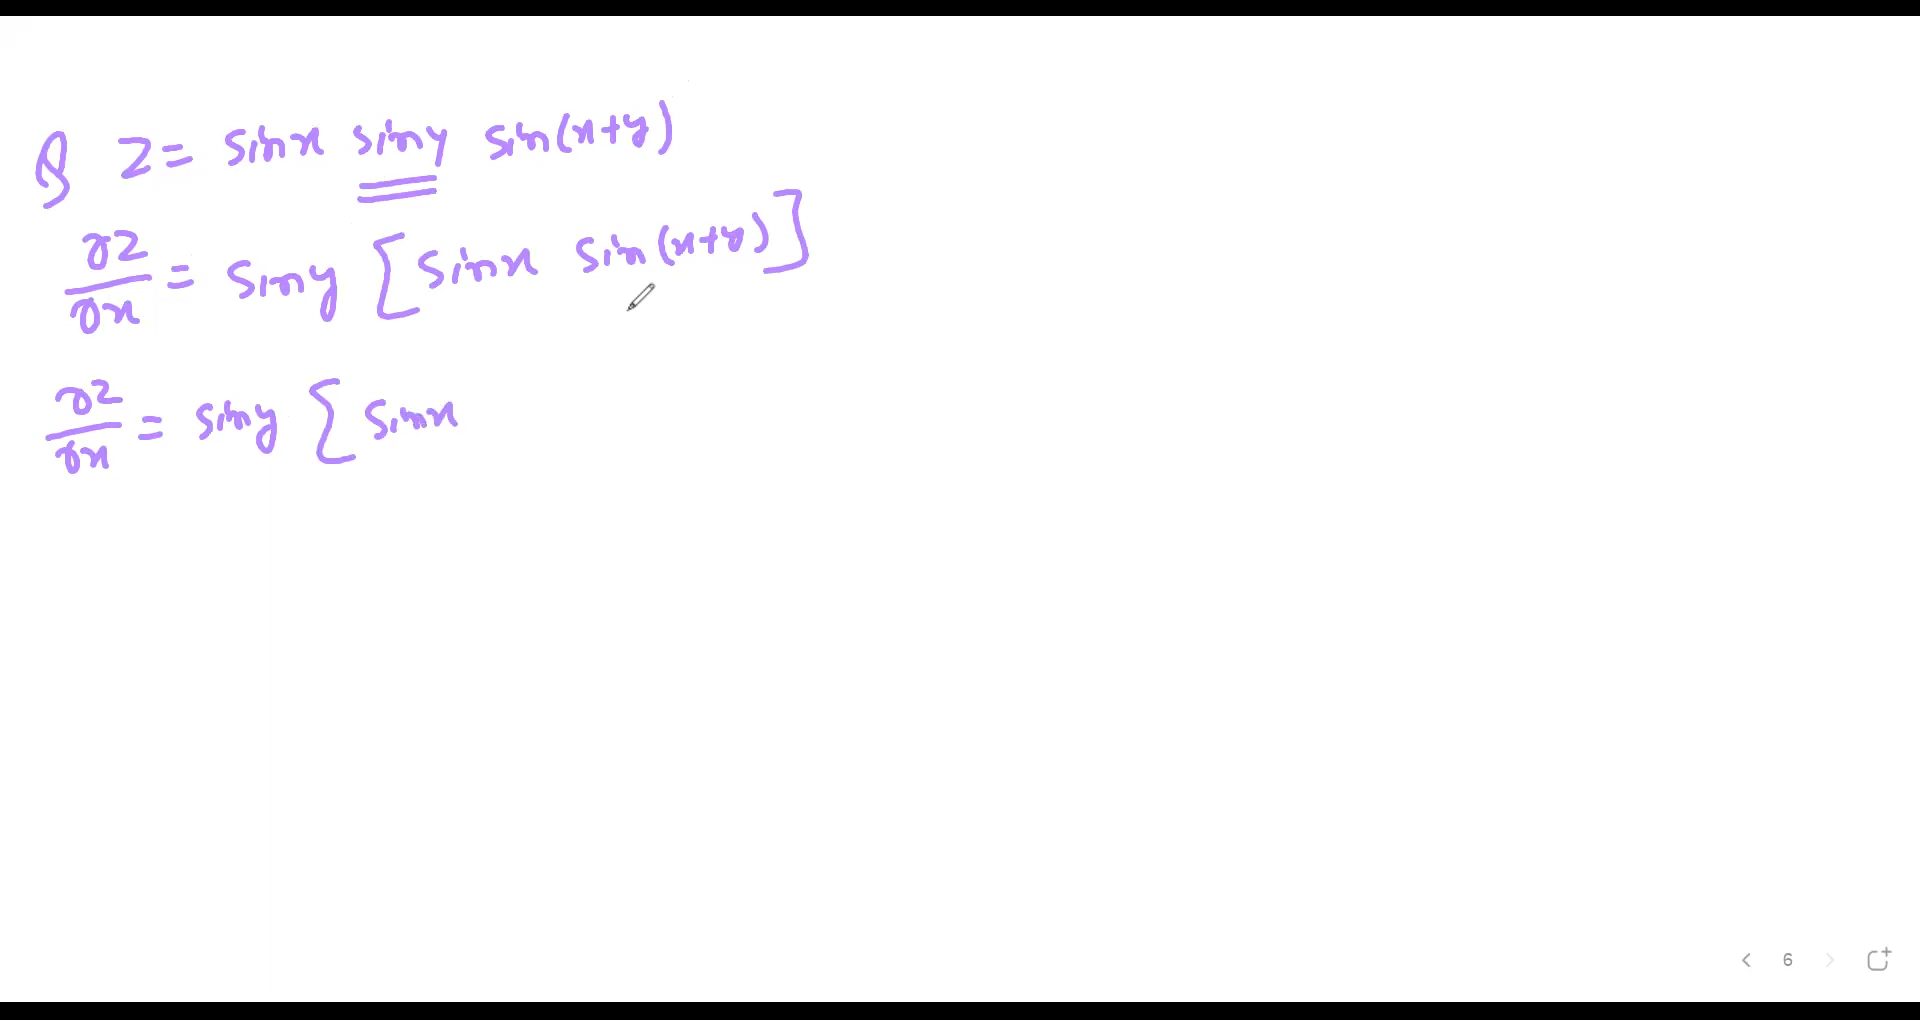 Q Z = sinx siny sin(x+y)
∂z/∂x = siny [sinx sin(x+y)]
∂z/∂x = siny [sinx
< 6 >